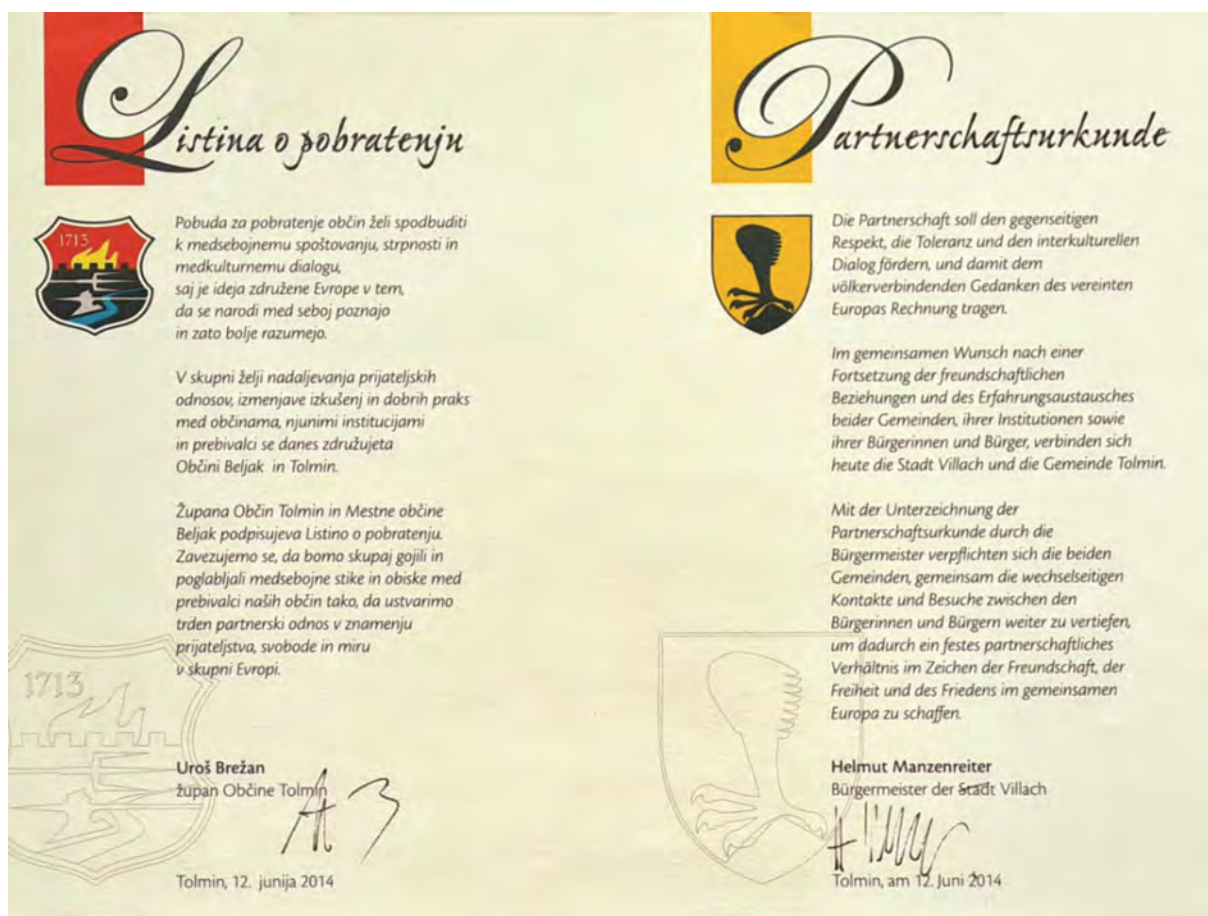 Listina o pobratenju
1713
Pobuda za pobratenje občin želi spodbuditi
k medsebojnemu spoštovanju, strpnosti in
medkulturnemu dialogu,
saj je ideja združene Evrope v tem,
da se narodi med seboj poznajo
in zato bolje razumejo.
V skupni želji nadaljevanja prijateljskih
odnosov, izmenjave izkušenj in dobrih praks
med občinama, njunimi institucijami
in prebivalci se danes združujeta
Občini Beljak in Tolmin.
Župana Občin Tolmin in Mestne občine
Beljak podpisujeva Listino o pobratenju.
Zavezujemo se, da bomo skupaj gojili in
poglabljali medsebojne stike in obiske med
prebivalci naših občin tako, da ustvarimo
trden partnerski odnos v znamenju
prijateljstva, svobode in miru
v skupni Evropi.
1713
Uroš Brežan
župan Občine Tolmin
Tolmin, 12. junija 2014
Partnerschaftsurkunde
Die Partnerschaft soll den gegenseitigen
Respekt, die Toleranz und den interkulturellen
Dialog fördern, und damit dem
völkerverbindenden Gedanken des vereinten
Europas Rechnung tragen.
Im gemeinsamen Wunsch nach einer
Fortsetzung der freundschaftlichen
Beziehungen und des Erfahrungsaustausches
beider Gemeinden, ihrer Institutionen sowie
ihrer Bürgerinnen und Bürger, verbinden sich
heute die Stadt Villach und die Gemeinde Tolmin.
Mit der Unterzeichnung der
Partnerschaftsurkunde durch die
Bürgermeister verpflichten sich die beiden
Gemeinden, gemeinsam die wechselseitigen
Kontakte und Besuche zwischen den
Bürgerinnen und Bürgern weiter zu vertiefen,
um dadurch ein festes partnerschaftliches
Verhältnis im Zeichen der Freundschaft, der
Freiheit und des Friedens im gemeinsamen
Europa zu schaffen.
Helmut Manzenreiter
Bürgermeister der Stadt Villach
Tolmin, am 12. Juni 2014